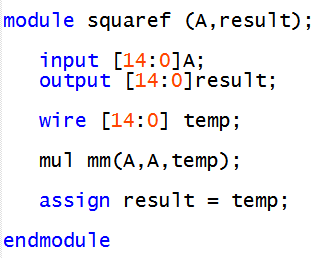 module squaref (A,result);
input [14:0]A;
output [14:0]result;
wire [14:0] temp;
mul mm(A,A,temp);
assign result = temp;
endmodule